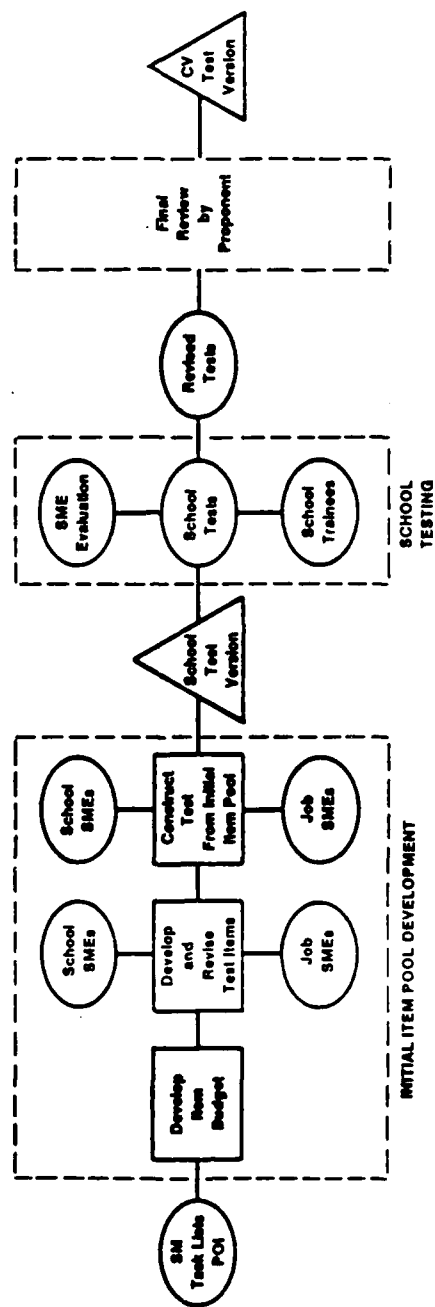 SM
Task Lists
POI
Develop
Item
Budget
School
SMEs
Develop
and
Revise
Test Items
Job
SMEs
School
SMEs
Construct
Test
From Initial
Item Pool
Job
SMEs
INITIAL ITEM POOL DEVELOPMENT
School
Test
Version
SME
Evaluation
School
Tests
School
Trainees
SCHOOL
TESTING
Revised
Tests
Final
Review
by
Proponent
CV
Test
Version